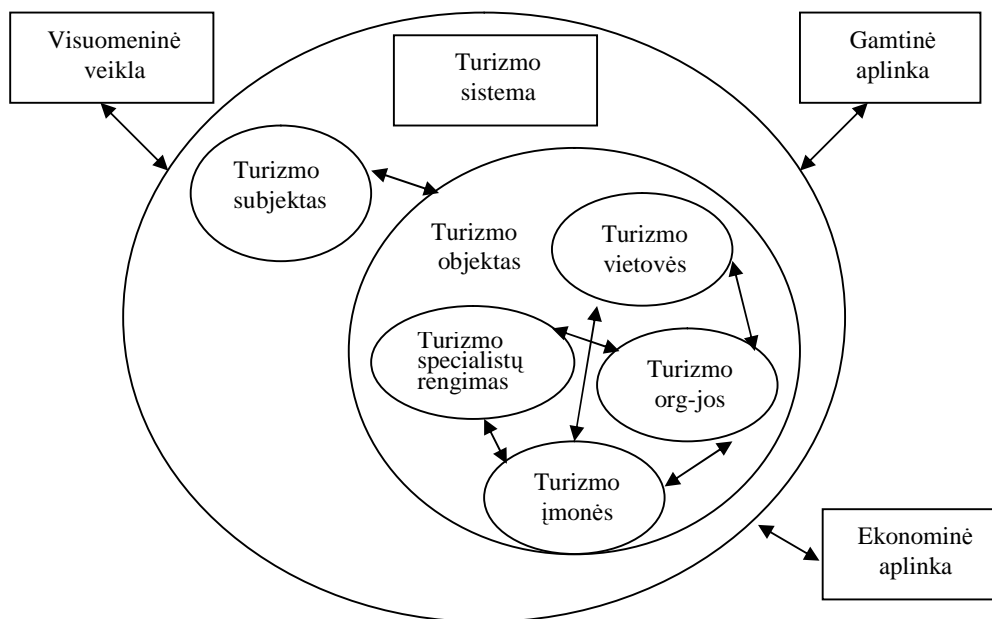 Visuomeninė
veikla
Turizmo
sistema
Gamtinė
aplinka
Turizmo
subjektas
Turizmo
objektas
Turizmo
vietovės
Turizmo
specialistų
rengimas
Turizmo
org-jos
Turizmo
įmonės
Ekonominė
aplinka